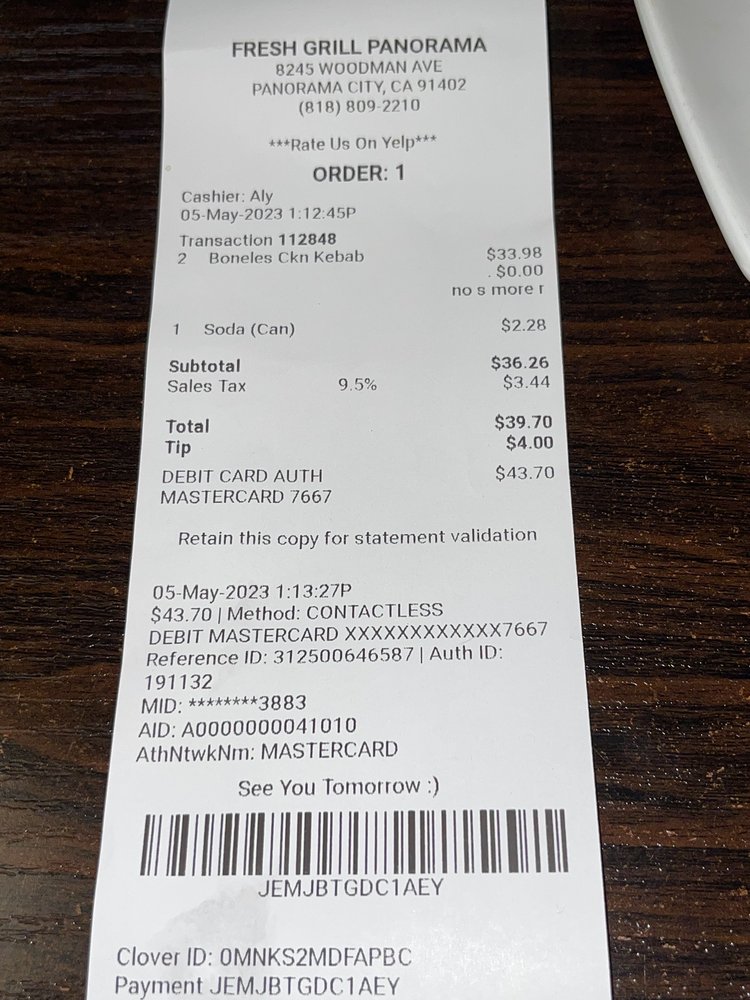 FRESH GRILL PANORAMA
8245 WOODMAN AVE
PANORAMA CITY, CA 91402
(818) 809-2210
***Rate Us On Yelp***
ORDER: 1
Cashier: Aly
05-May-2023 1:12:45P
Transaction 112848
2 Boneles Ckn Kebab $33.98
. $0.00
no s more r
1 Soda (Can) $2.28
Subtotal $36.26
Sales Tax 9.5% $3.44
Total $39.70
Tip $4.00
DEBIT CARD AUTH $43.70
MASTERCARD 7667
Retain this copy for statement validation
05-May-2023 1:13:27P
$43.70 | Method: CONTACTLESS
DEBIT MASTERCARD XXXXXXXXXXXX7667
Reference ID: 312500646587 | Auth ID:
191132
MID: ********3883
AID: A0000000041010
AthNtwkNm: MASTERCARD
See You Tomorrow :)
JEMJBTGDC1AEY
Clover ID: 0MNKS2MDFAPBC
Payment JEMJBTGDC1AEY